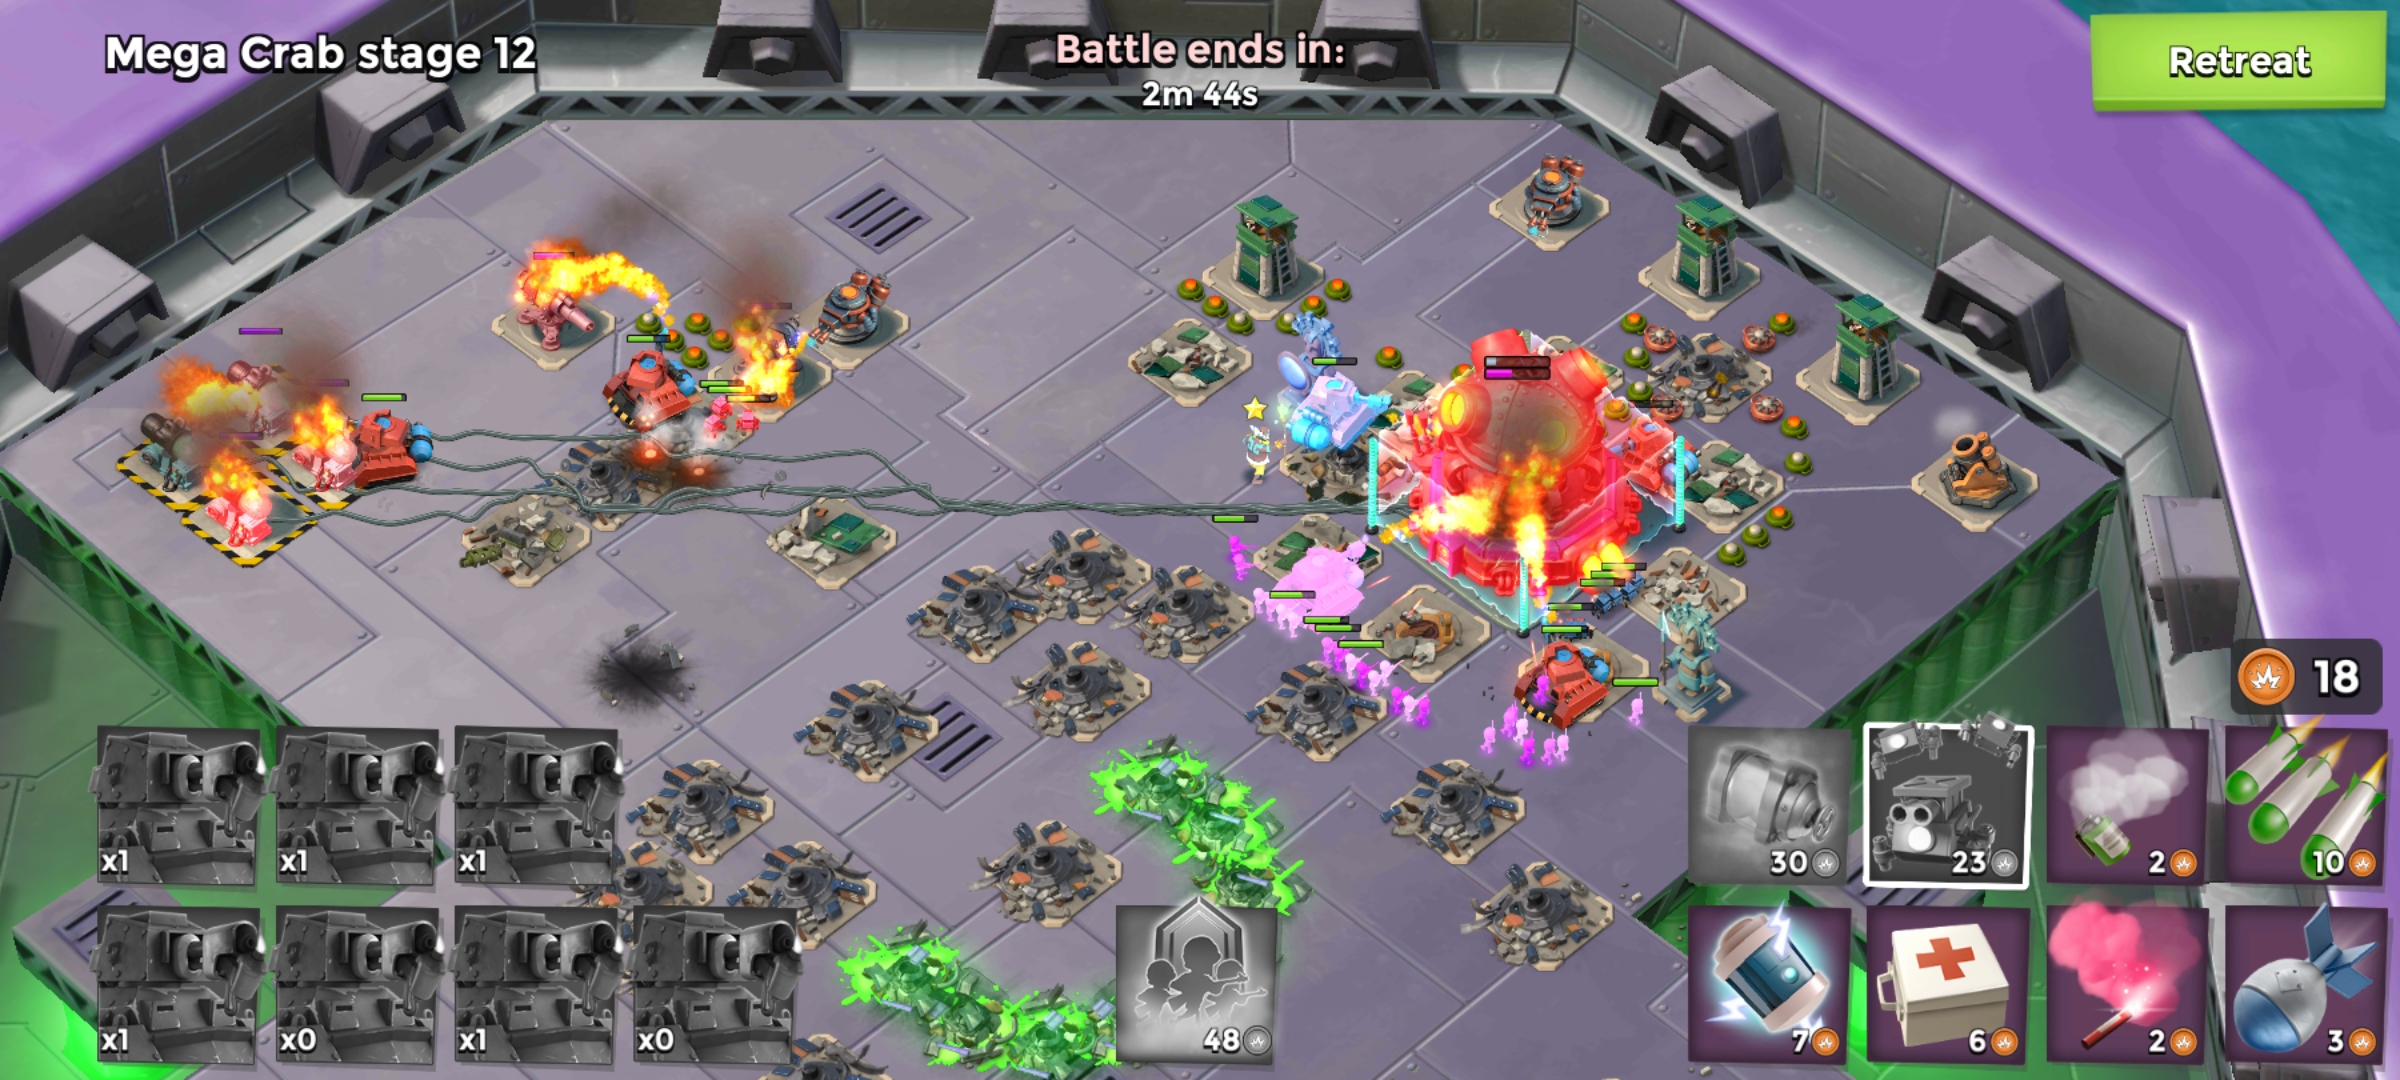 Mega Crab stage 12
Battle ends in:
2m 44s
Retreat
18
x1
x1
x1
30
23
2
10
x1
x0
x1
x0
48
7
6
2
3